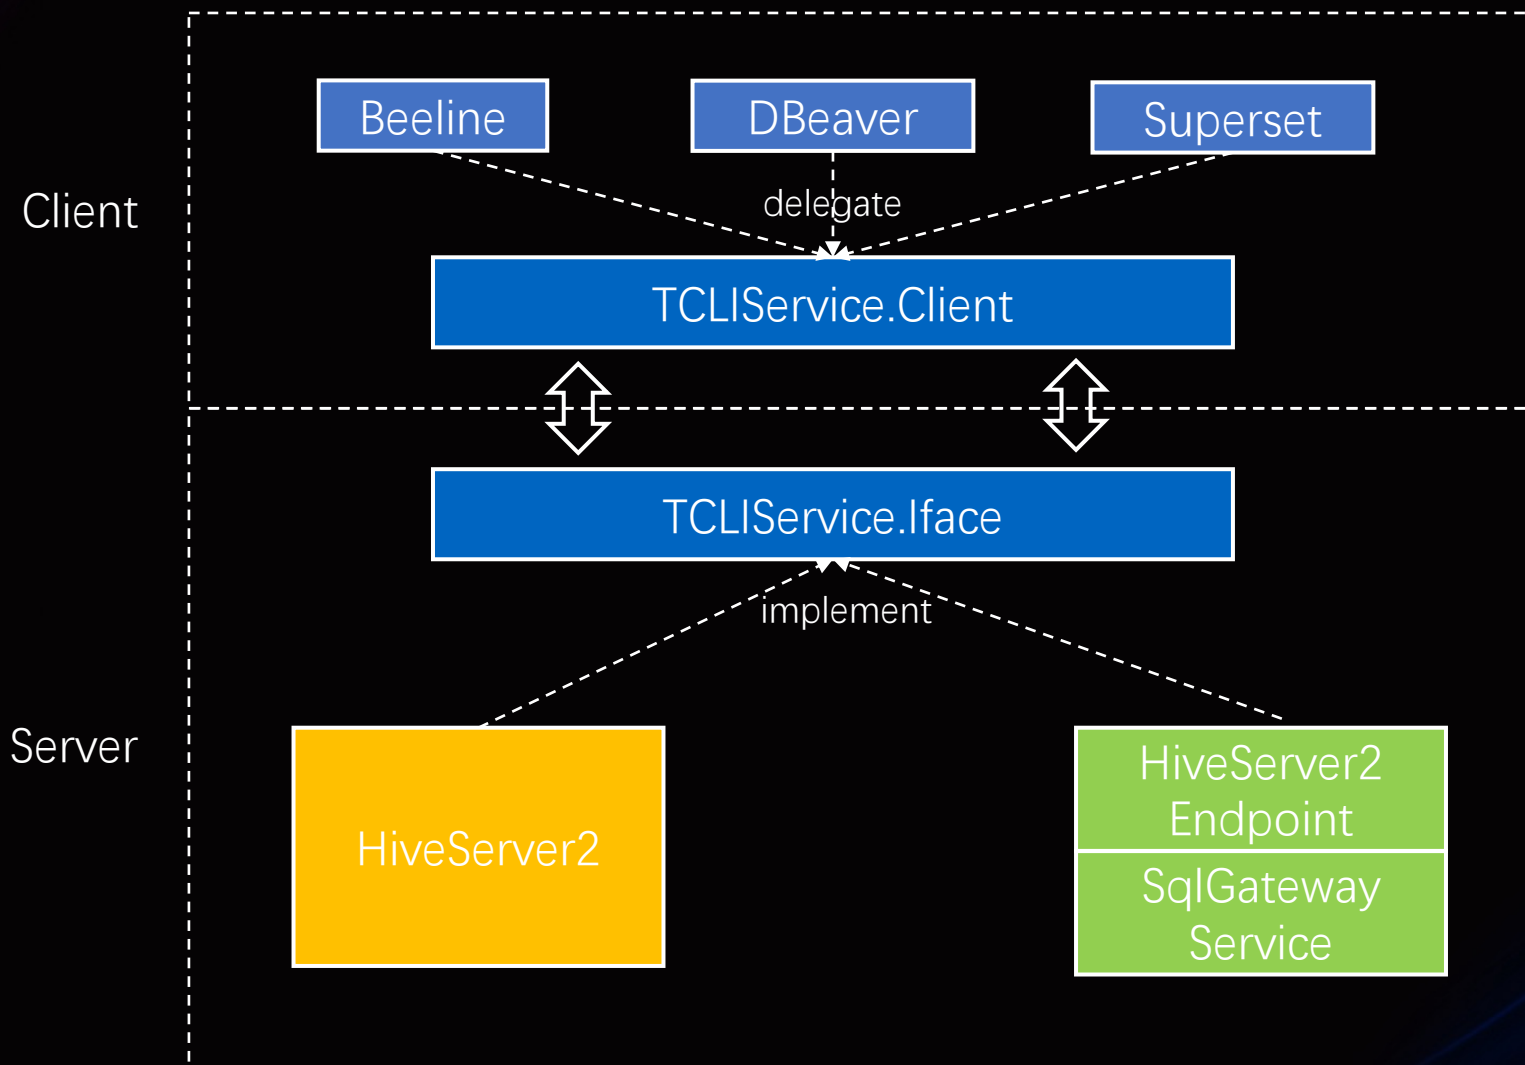 Beeline
DBeaver
Superset
Client
delegate
TCLIService.Client
TCLIService.Iface
implement
Server
HiveServer2
HiveServer2
Endpoint
SqlGateway
Service